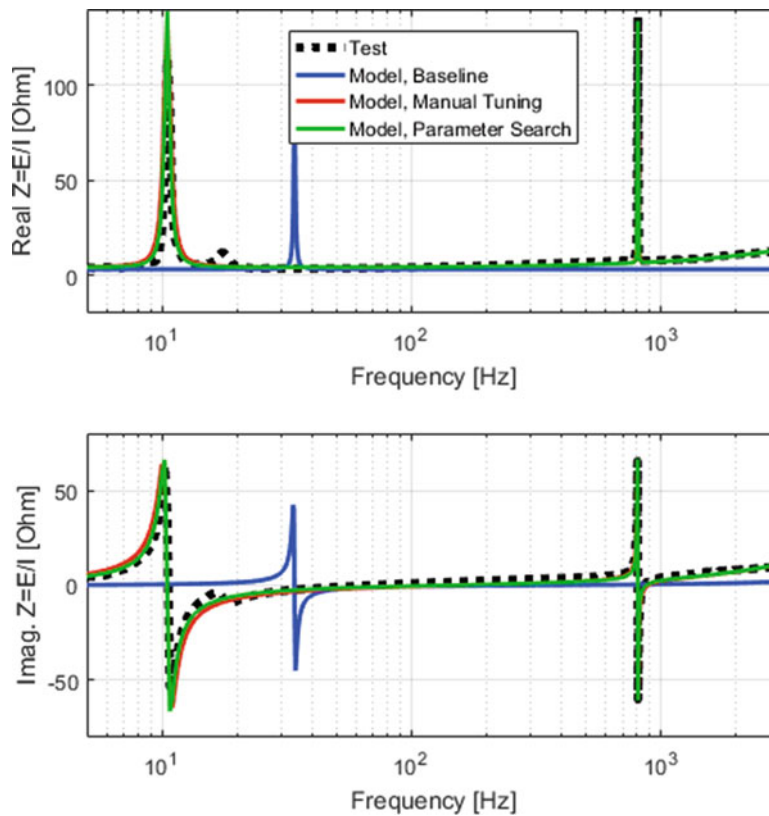 Real Z=E/I [Ohm]
100
50
0
Test
Model, Baseline
Model, Manual Tuning
Model, Parameter Search
10^1
10^2
10^3
Frequency [Hz]
Imag. Z=E/I [Ohm]
50
0
-50
10^1
10^2
10^3
Frequency [Hz]